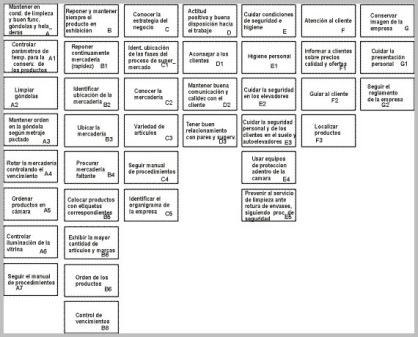 Mantener en
cond. de limpieza
y buen func.
góndolas y hela_
deras A
Reponer y mantener
siempre el
producto en
exhibición B
Conocer la
estrategia del
negocio C
Actitud
positiva y buena
predisposición hacia
el trabajo D
Cuidar condiciones
de seguridad e
higiene E
Atención al cliente
F
Conservar
imagen de la
empresa G
Controlar
parámetros de
temp. para la A1
conserv. de
los productos
Reponer
continuamente
mercadería
(rapidez) B1
Ident. ubicación
de las fases del
proceso de super_
mercado C1
Aconsejar a los
clientes D1
Higiene personal
E1
Informar a clientes
sobre precios
calidad y ofertas
F1
Cuidar la
presentación
personal G1
Limpiar
góndolas
A2
Identificar
ubicación de la
mercadería B2
Conocer la
mercadería
C2
Mantener buena
comunicación y
calidez con el
cliente D2
Cuidar la seguridad
en los elevadores
E2
Guiar al cliente
F2
Seguir el
reglamento
de la empresa
G2
Mantener orden
en la góndola
según metraje
pactado A3
Ubicar la
mercadería
B3
Variedad de
artículos
C3
Tener buen
relacionamiento
con pares y superv.
D3
Cuidar la seguridad
personal y de los
clientes en el suelo y
autoelevadores E3
Localizar
productos
F3
Rotar la mercadería
controlando el
vencimiento A4
Procurar
mercadería
faltante B4
Seguir manual
de procedimientos
C4
Usar equipos
de protección
adentro de la
cámara E4
Ordenar
productos en
cámara A5
Colocar productos
con etiquetas
correspondientes
B5
Identificar el
organigrama de
la empresa C5
Prevenir al servicio
de limpieza ante
rotura de envases,
siguiendo proc. de
seguridad E5
Controlar
iluminación de la
vitrina A6
Exhibir la mayor
cantidad de
artículos y marcas
B6
Seguir el manual
de procedimientos
A7
Orden de los
productos
B6
Control de
vencimientos
B8